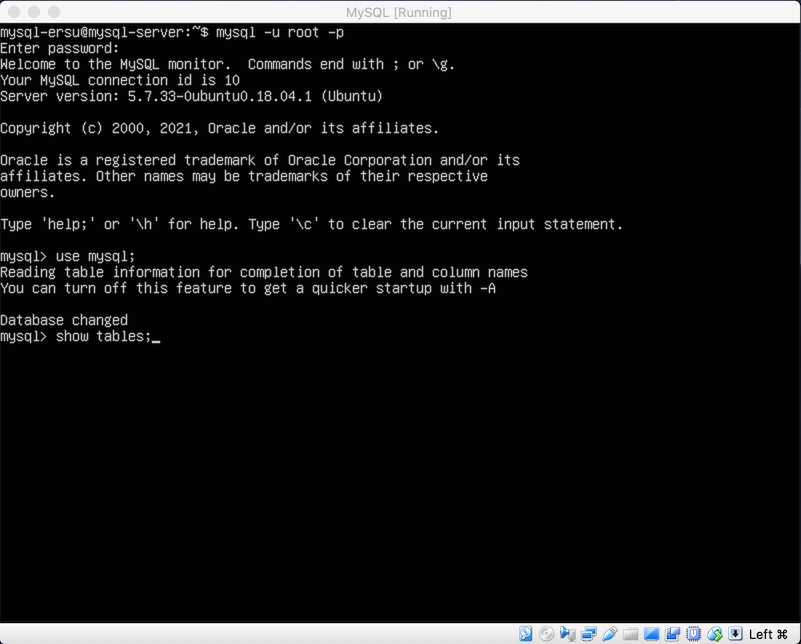 MySQL [Running]
mysql-ersu@mysql-server:~$ mysql -u root -p
Enter password:
Welcome to the MySQL monitor.  Commands end with ; or \g.
Your MySQL connection id is 10
Server version: 5.7.33-0ubuntu0.18.04.1 (Ubuntu)
Copyright (c) 2000, 2021, Oracle and/or its affiliates.
Oracle is a registered trademark of Oracle Corporation and/or its
affiliates. Other names may be trademarks of their respective
owners.
Type 'help;' or '\h' for help. Type '\c' to clear the current input statement.
mysql> use mysql;
Reading table information for completion of table and column names
You can turn off this feature to get a quicker startup with -A
Database changed
mysql> show tables;_
Left ⌘